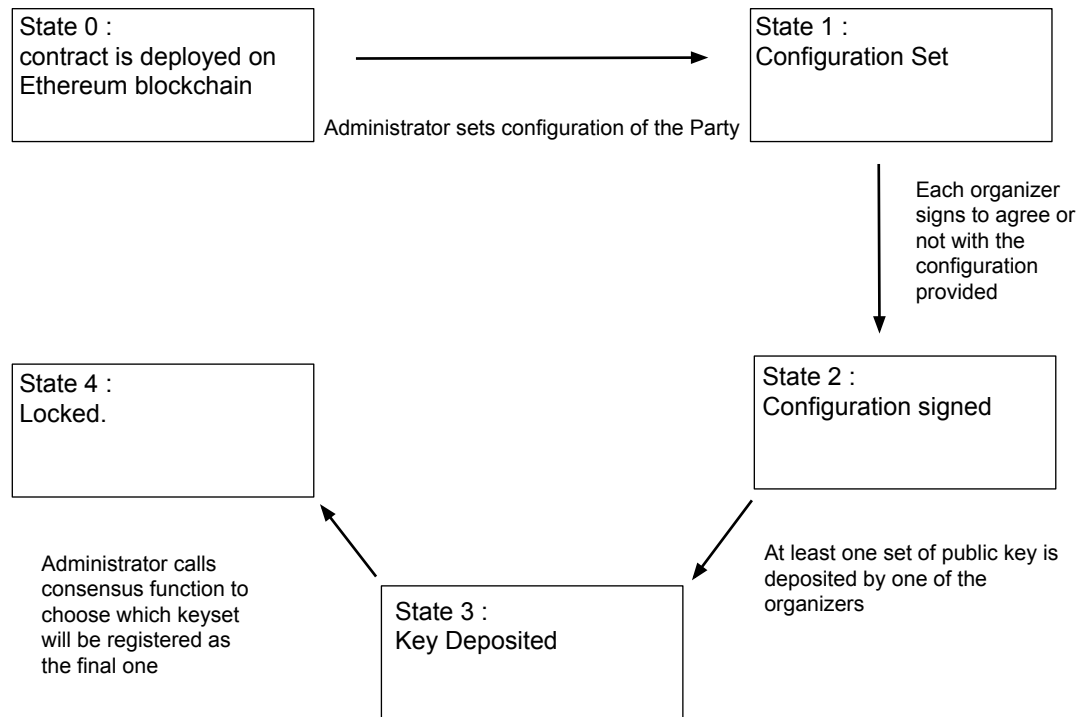 State 0 :
contract is deployed on
Ethereum blockchain
Administrator sets configuration of the Party
State 1 :
Configuration Set
Each organizer
signs to agree or
not with the
configuration
provided
State 2 :
Configuration signed
At least one set of public key is
deposited by one of the
organizers
State 3 :
Key Deposited
Administrator calls
consensus function to
choose which keyset
will be registered as
the final one
State 4 :
Locked.